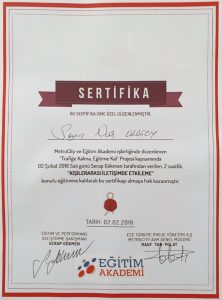 SERTİFİKA
BU SERTİFİKA İSME ÖZEL DÜZENLENMİŞTİR.
MetroCity ve Eğitim Akademi işbirliğinde düzenlenen
"Trafiğe Kalma, Eğitime Kal" Projesi kapsamında
02 Şubat 2016 Salı günü Serap Gökmen tarafından verilen, 2 saatlik,
"KİŞİLERARASI İLETİŞİMDE ETKİLEME"
konulu eğitimine katılarak bu sertifikayı almaya hak kazanmıştır.
TARİH: 02.02.2016
EĞİTİM VE PERFORMANS
GELİŞTİRME DANIŞMANI
SERAP GÖKMEN
ECE TÜRKİYE PROJE YÖNETİMİ A.Ş.
METROCITY AVM GENEL MÜDÜRÜ
RAUF TAN POLAT
EĞİTİM
AKADEMİ